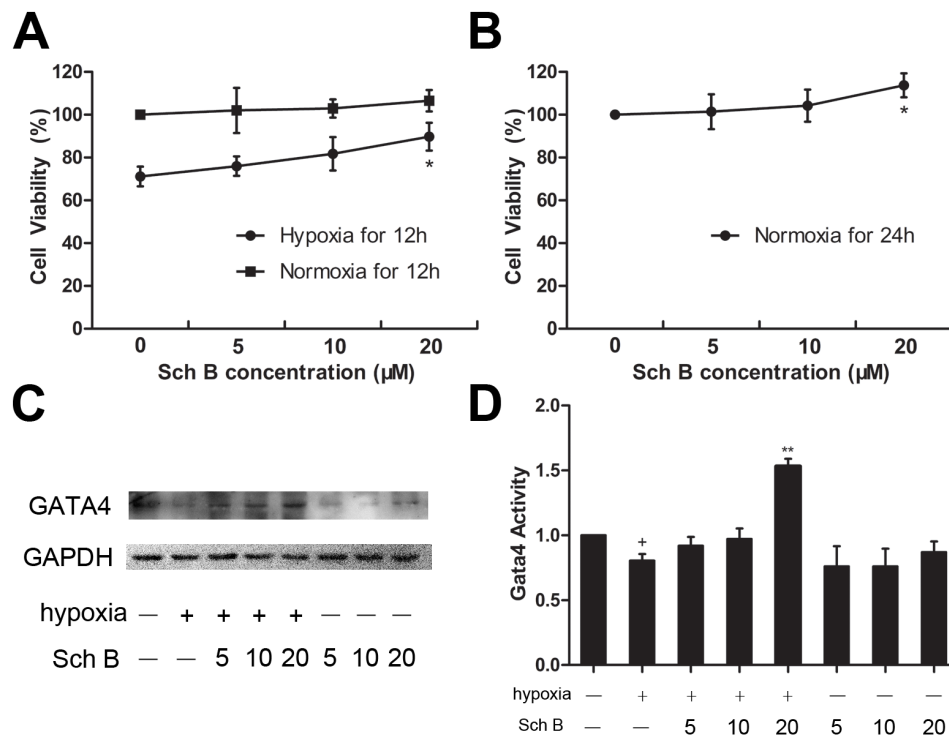 A
Cell Viability (%)
120
100
80
60
40
20
0
Hypoxia for 12h
Normoxia for 12h
0 5 10 20
Sch B concentration (µM)
*
B
Cell Viability (%)
120
100
80
60
40
20
0
Normoxia for 24h
0 5 10 20
Sch B concentration (µM)
*
C
GATA4
GAPDH
hypoxia — + + + + — — —
Sch B — — 5 10 20 5 10 20
D
Gata4 Activity
2.0
1.5
1.0
0.5
0.0
+
**
hypoxia — + + + + — — —
Sch B — — 5 10 20 5 10 20